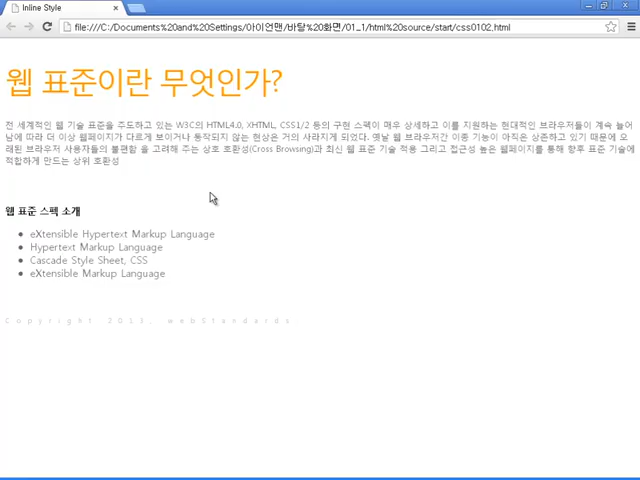 Inline Style
file:///C:/Documents%20and%20Settings/아이언맨/바탕%20화면/01_1/html%20source/start/css0102.html
웹 표준이란 무엇인가?
전 세계적인 웹 기술 표준을 주도하고 있는 W3C의 HTML4.0, XHTML, CSS1/2 등의 구현 스펙이 매우 상세하고 이를 지원하는 현대적인 브라우저들이 계속 늘어
남에 따라 더 이상 웹페이지가 다르게 보이거나 동작되지 않는 현상은 거의 사라지게 되었다. 옛날 웹 브라우저간 이종 기능이 아직은 상존하고 있기 때문에 오
래된 브라우저 사용자들의 불편함 을 고려해 주는 상호 호환성(Cross Browsing)과 최신 웹 표준 기술 적용 그리고 접근성 높은 웹페이지를 통해 향후 표준 기술에
적합하게 만드는 상위 호환성
웹 표준 스펙 소개
eXtensible Hypertext Markup Language
Hypertext Markup Language
Cascade Style Sheet, CSS
eXtensible Markup Language
Copyright 2013. webStandards